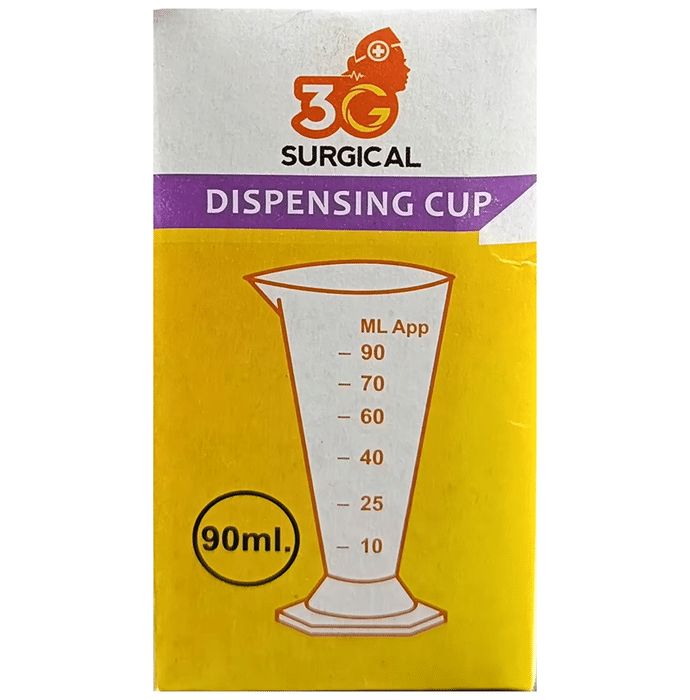 3G
SURGICAL
DISPENSING CUP
ML App
– 90
– 70
– 60
– 40
– 25
– 10
90ml.